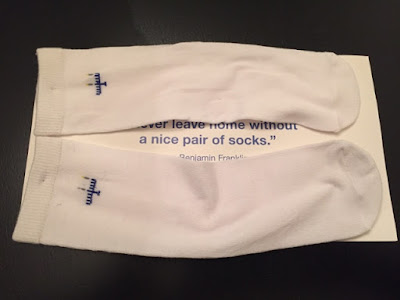 ever leave home without
a nice pair of socks.”
Benjamin